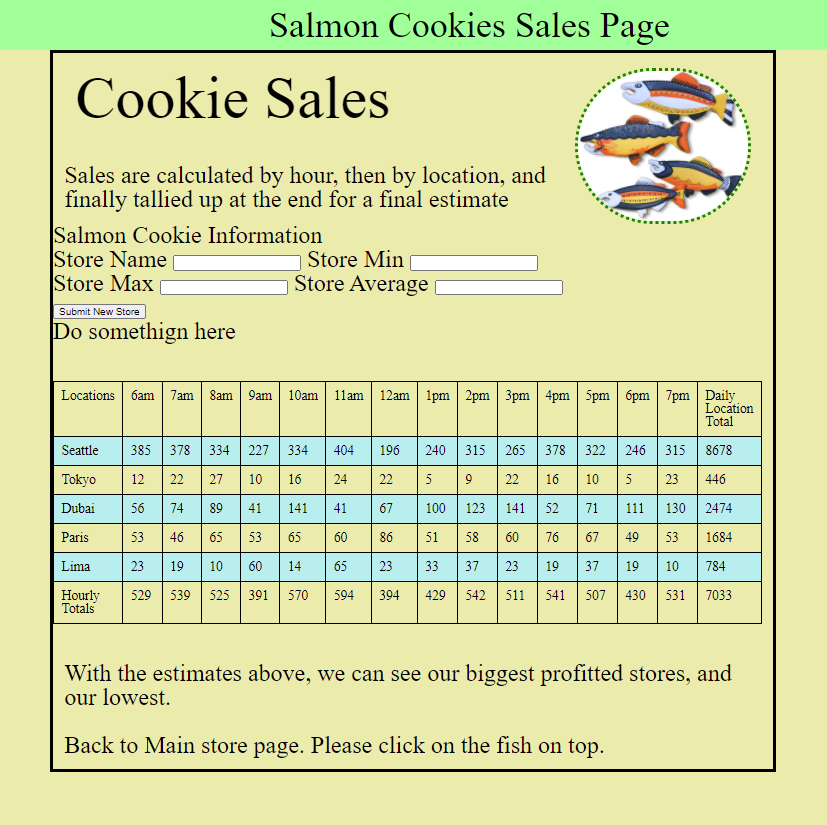 Salmon Cookies Sales Page
Cookie Sales
Sales are calculated by hour, then by location, and
finally tallied up at the end for a final estimate
Salmon Cookie Information
Store Name Store Min
Store Max Store Average
Submit New Store
Do somethign here
Locations 6am 7am 8am 9am 10am 11am 12am 1pm 2pm 3pm 4pm 5pm 6pm 7pm Daily Location Total
Seattle 385 378 334 227 334 404 196 240 315 265 378 322 246 315 8678
Tokyo 12 22 27 10 16 24 22 5 9 22 16 10 5 23 446
Dubai 56 74 89 41 141 41 67 100 123 141 52 71 111 130 2474
Paris 53 46 65 53 65 60 86 51 58 60 76 67 49 53 1684
Lima 23 19 10 60 14 65 23 33 37 23 19 37 19 10 784
Hourly Totals 529 539 525 391 570 594 394 429 542 511 541 507 430 531 7033
With the estimates above, we can see our biggest profitted stores, and
our lowest.
Back to Main store page. Please click on the fish on top.